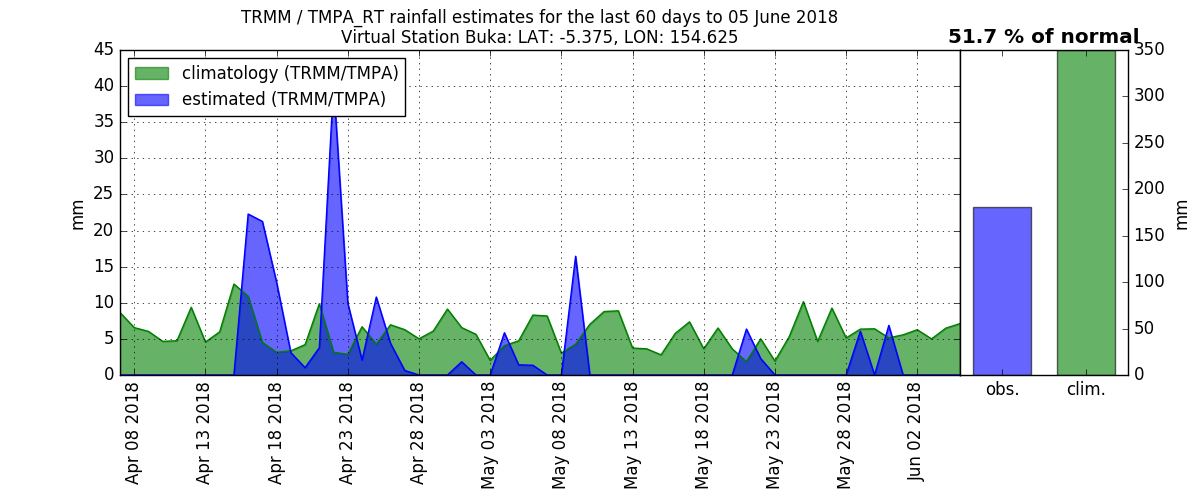 TRMM / TMPA_RT rainfall estimates for the last 60 days to 05 June 2018
Virtual Station Buka: LAT: -5.375, LON: 154.625
51.7 % of normal
climatology (TRMM/TMPA)
estimated (TRMM/TMPA)
45
40
35
30
25
20
15
10
5
0
mm
Apr 08 2018
Apr 13 2018
Apr 18 2018
Apr 23 2018
Apr 28 2018
May 03 2018
May 08 2018
May 13 2018
May 18 2018
May 23 2018
May 28 2018
Jun 02 2018
350
300
250
200
150
100
50
0
mm
obs.
clim.